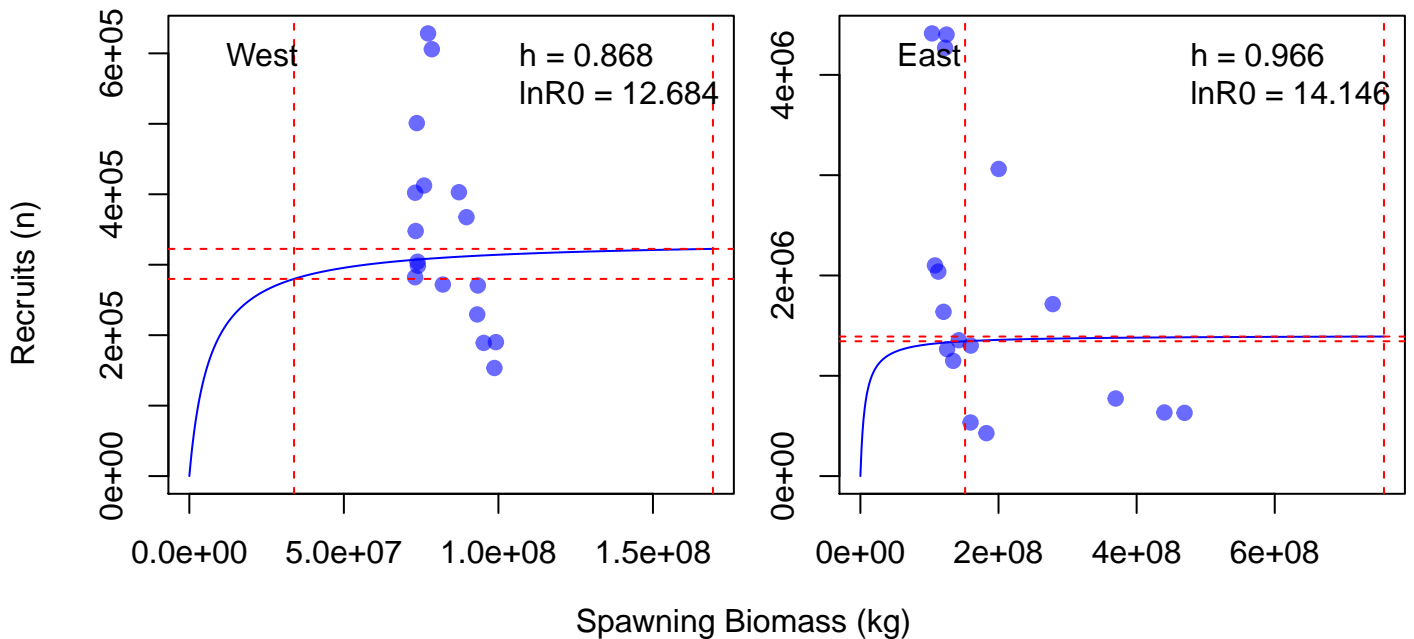 West
h = 0.868
lnR0 = 12.684
East
h = 0.966
lnR0 = 14.146
Recruits (n)
6e+05
4e+05
2e+05
0e+00
4e+06
2e+06
0e+00
0.0e+00 5.0e+07 1.0e+08 1.5e+08
0e+00 2e+08 4e+08 6e+08
Spawning Biomass (kg)